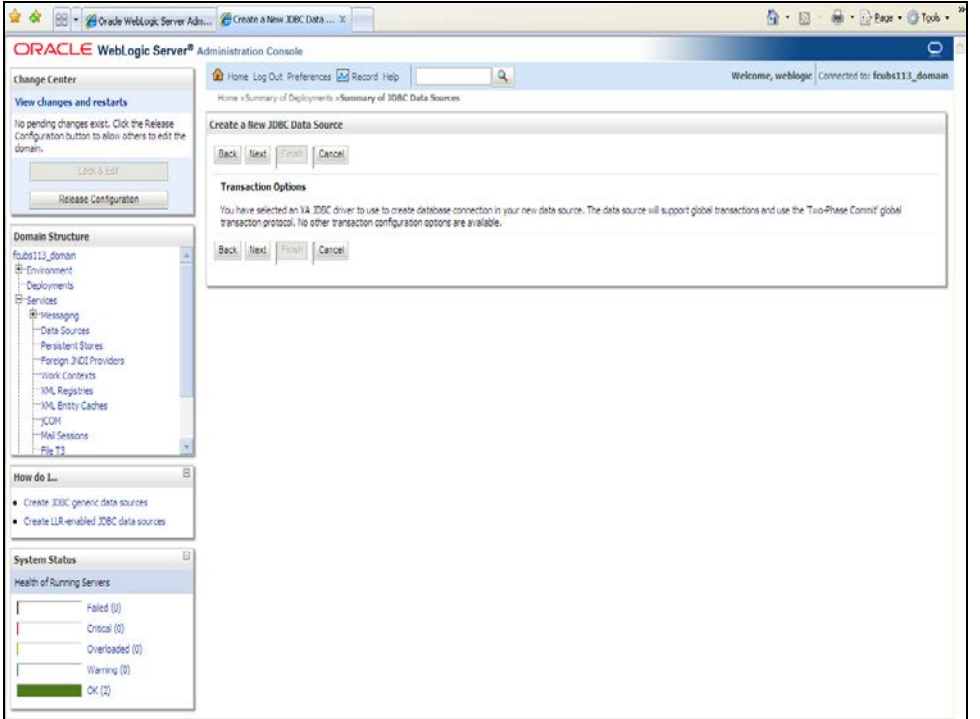 Oracle WebLogic Server Adm...
Create a New JDBC Data ... X
Page
Tools
»
ORACLE WebLogic Server® Administration Console
Change Center
View changes and restarts
No pending changes exist. Click the Release
Configuration button to allow others to edit the
domain.
Lock & Edit
Release Configuration
Domain Structure
fcubs113_domain
Environment
Deployments
Services
Messaging
Data Sources
Persistent Stores
Foreign JNDI Providers
Work Contexts
XML Registries
XML Entity Caches
jCOM
Mail Sessions
File T3
How do I...
Create JDBC generic data sources
Create LLR-enabled JDBC data sources
System Status
Health of Running Servers
Failed (0)
Critical (0)
Overloaded (0)
Warning (0)
OK (2)
Home Log Out Preferences Record Help
Welcome, weblogic Connected to: fcubs113_domain
Home >Summary of Deployments >Summary of JDBC Data Sources
Create a New JDBC Data Source
Back Next Finish Cancel
Transaction Options
You have selected an XA JDBC driver to use to create database connection in your new data source. The data source will support global transactions and use the 'Two-Phase Commit' global
transaction protocol. No other transaction configuration options are available.
Back Next Finish Cancel